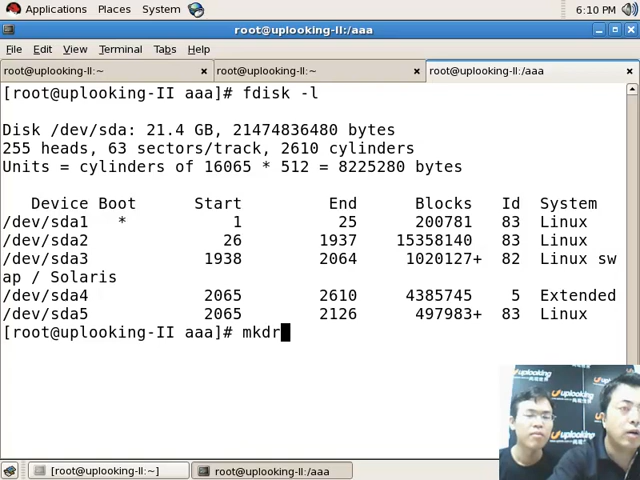 Applications Places System 6:10 PM
root@uplooking-II:/aaa
File Edit View Terminal Tabs Help
root@uplooking-II:~ root@uplooking-II:~ root@uplooking-II:/aaa
[root@uplooking-II aaa]# fdisk -l
Disk /dev/sda: 21.4 GB, 21474836480 bytes
255 heads, 63 sectors/track, 2610 cylinders
Units = cylinders of 16065 * 512 = 8225280 bytes
Device Boot Start End Blocks Id System
/dev/sda1 * 1 25 200781 83 Linux
/dev/sda2 26 1937 15358140 83 Linux
/dev/sda3 1938 2064 1020127+ 82 Linux sw
ap / Solaris
/dev/sda4 2065 2610 4385745 5 Extended
/dev/sda5 2065 2126 497983+ 83 Linux
[root@uplooking-II aaa]# mkdr
uplooking
uplooking
[root@uplooking-II:~] root@uplooking-II:/aaa